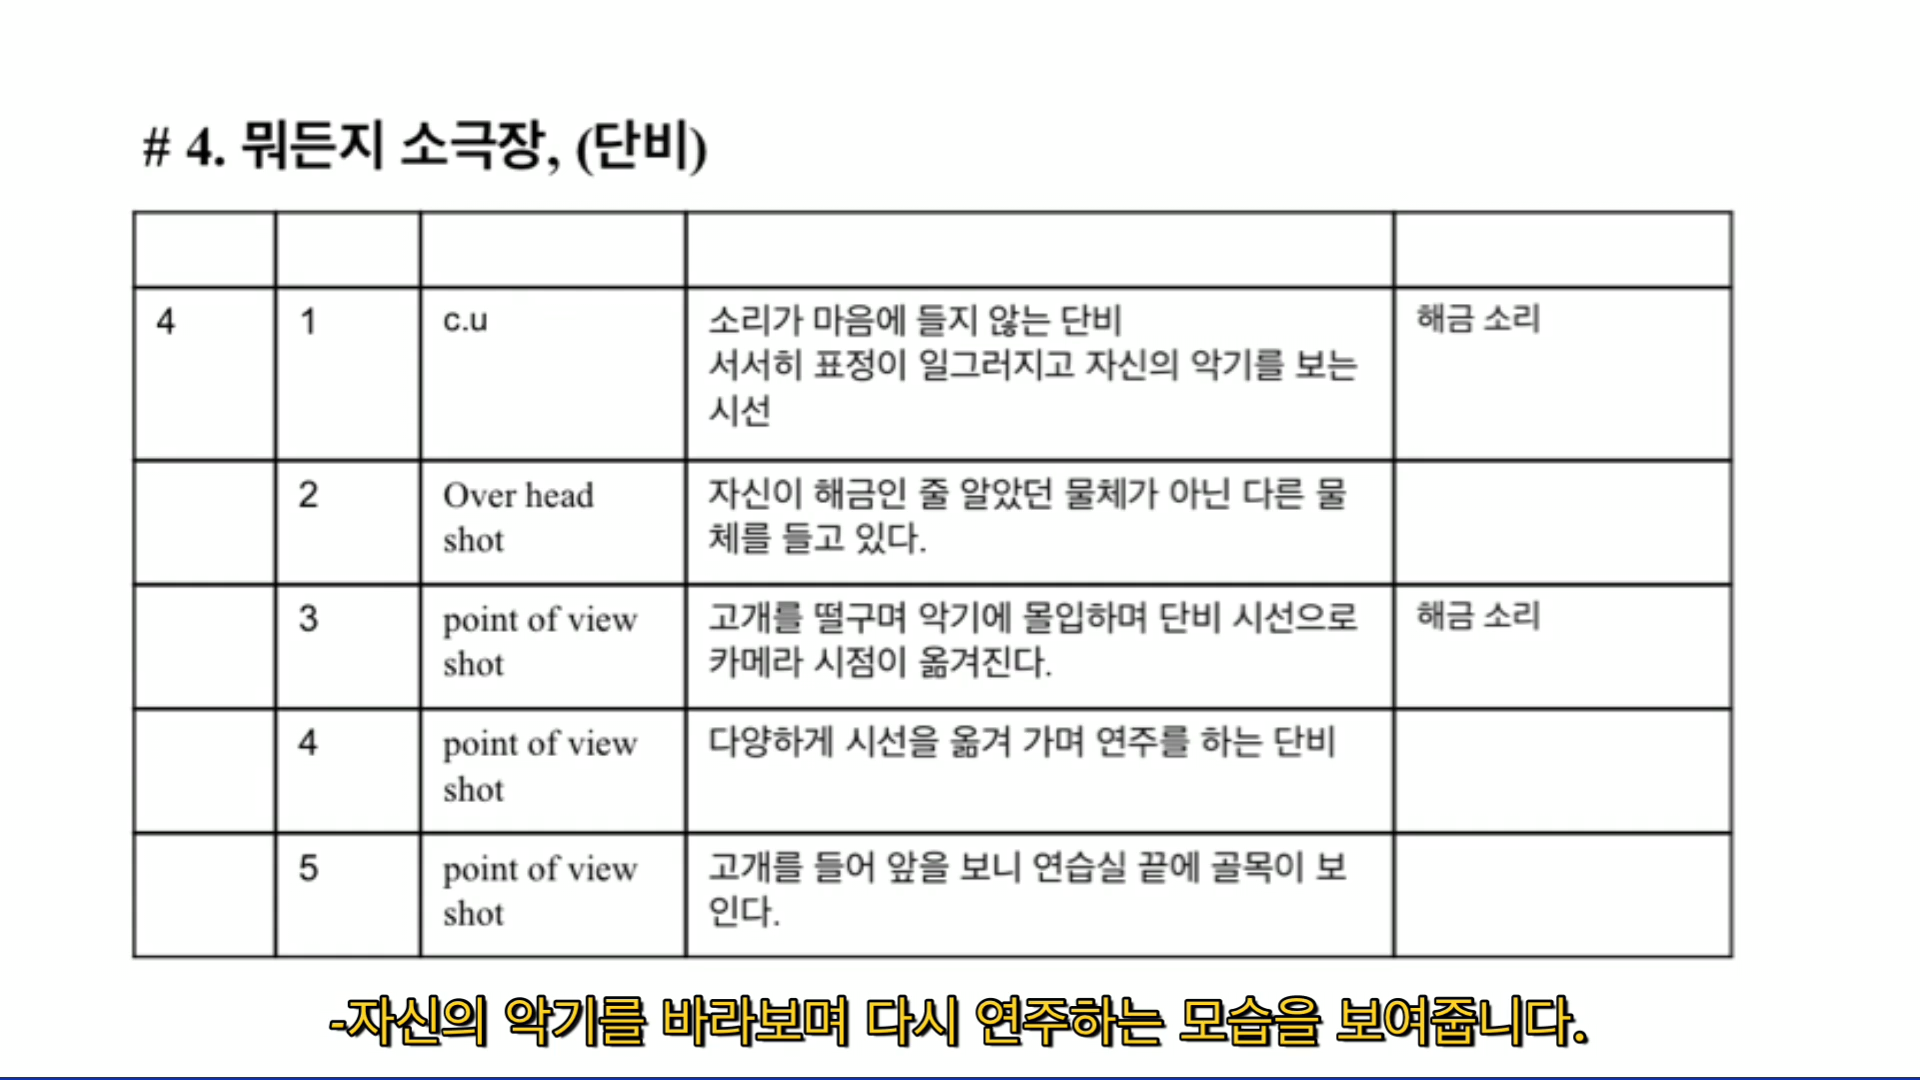 # 4. 뭐든지 소극장, (단비)
4 1 c.u 소리가 마음에 들지 않는 단비 해금 소리
서서히 표정이 일그러지고 자신의 악기를 보는
시선
2 Over head 자신이 해금인 줄 알았던 물체가 아닌 다른 물
shot 체를 들고 있다.
3 point of view 고개를 떨구며 악기에 몰입하며 단비 시선으로 해금 소리
shot 카메라 시점이 옮겨진다.
4 point of view 다양하게 시선을 옮겨 가며 연주를 하는 단비
shot
5 point of view 고개를 들어 앞을 보니 연습실 끝에 골목이 보
shot 인다.
-자신의 악기를 바라보며 다시 연주하는 모습을 보여줍니다.